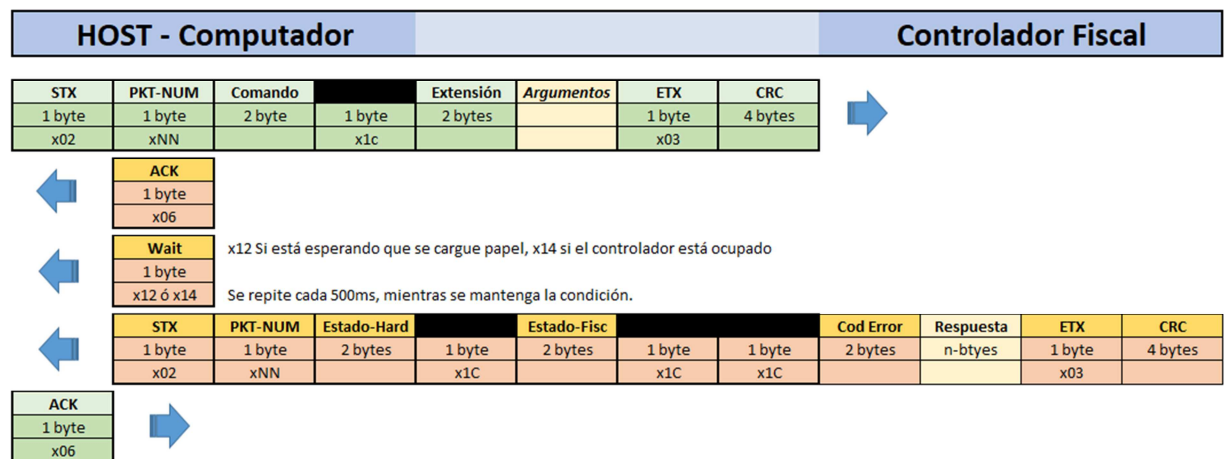 HOST - Computador Controlador Fiscal
STX PKT-NUM Comando Extensión Argumentos ETX CRC
1 byte 1 byte 2 byte 1 byte 2 bytes 1 byte 4 bytes
x02 xNN x1c x03
ACK
1 byte
x06
Wait x12 Si está esperando que se cargue papel, x14 si el controlador está ocupado
1 byte
x12 ó x14 Se repite cada 500ms, mientras se mantenga la condición.
STX PKT-NUM Estado-Hard Estado-Fisc Cod Error Respuesta ETX CRC
1 byte 1 byte 2 bytes 1 byte 2 bytes 1 byte 1 byte 2 bytes n-btyes 1 byte 4 bytes
x02 xNN x1C x1C x1C x03
ACK
1 byte
x06